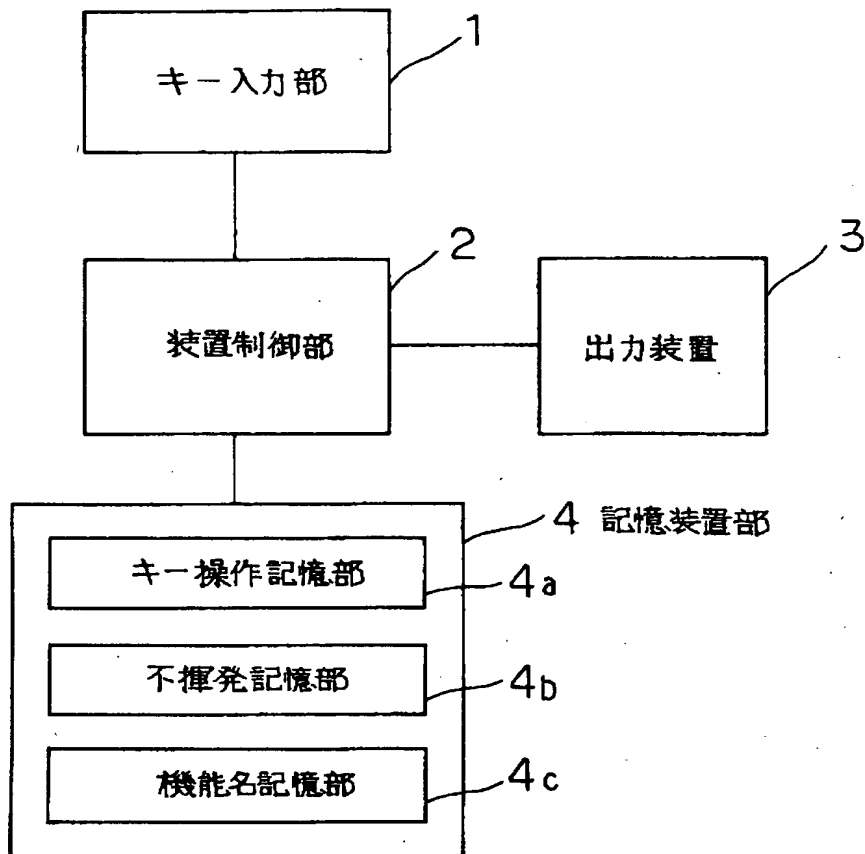 1
キー入力部
2
3
装置制御部
出力装置
4 記憶装置部
キー操作記憶部
4a
不揮発記憶部
4b
機能名記憶部
4c